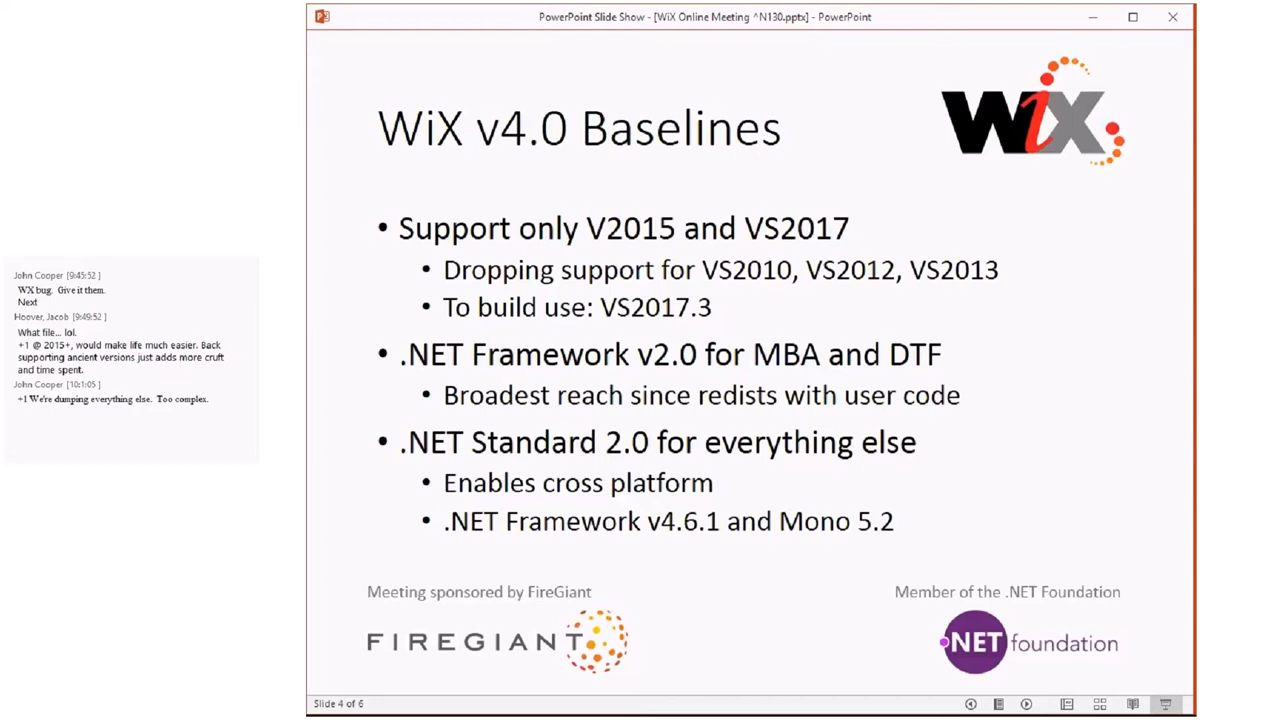 PowerPoint Slide Show - [WiX Online Meeting ^N130.pptx] - PowerPoint
WiX
WiX v4.0 Baselines
• Support only V2015 and VS2017
• Dropping support for VS2010, VS2012, VS2013
• To build use: VS2017.3
• .NET Framework v2.0 for MBA and DTF
• Broadest reach since redists with user code
• .NET Standard 2.0 for everything else
• Enables cross platform
• .NET Framework v4.6.1 and Mono 5.2
Meeting sponsored by FireGiant
FIREGIANT
Member of the .NET Foundation
.NET foundation
Slide 4 of 6
John Cooper [9:45:52 ]
WX bug. Give it them.
Next
Hoover, Jacob [9:49:52 ]
What file... lol.
+1 @ 2015+, would make life much easier. Back
supporting ancient versions just adds more cruft
and time spent.
John Cooper [10:1:05 ]
+1 We're dumping everything else. Too complex.